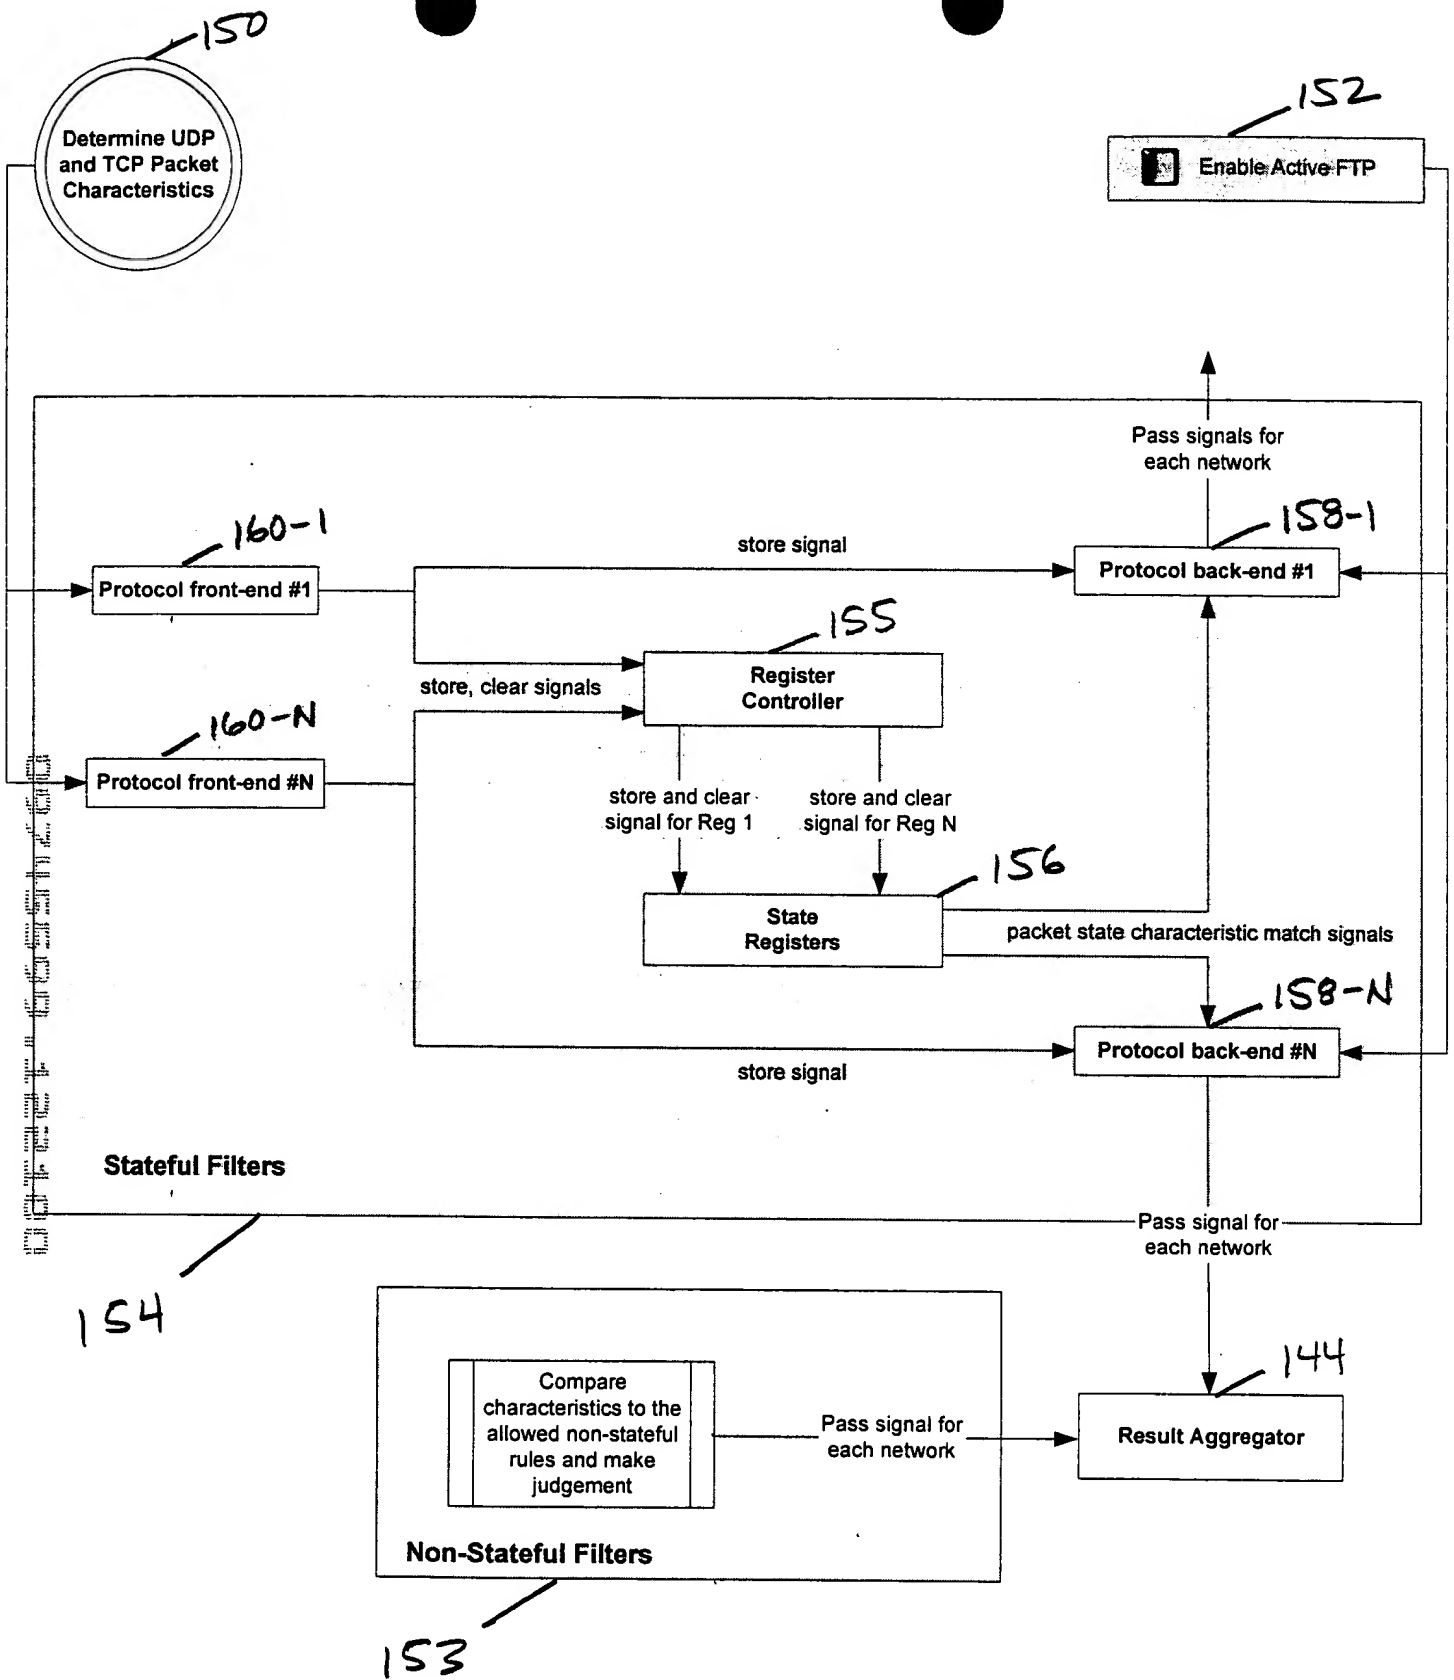 150
Determine UDP
and TCP Packet
Characteristics
152
Enable Active FTP
Pass signals for
each network
160-1
Protocol front-end #1
store signal
158-1
Protocol back-end #1
155
Register
Controller
store, clear signals
160-N
Protocol front-end #N
store and clear
signal for Reg 1
store and clear
signal for Reg N
156
State
Registers
packet state characteristic match signals
158-N
Protocol back-end #N
store signal
Stateful Filters
154
Pass signal for
each network
Compare
characteristics to the
allowed non-stateful
rules and make
judgement
Pass signal for
each network
144
Result Aggregator
Non-Stateful Filters
153